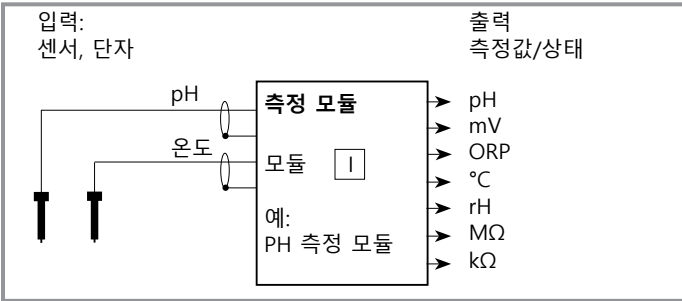 입력:
센서, 단자
출력
측정값/상태
pH
온도
측정 모듈
모듈 I
예:
PH 측정 모듈
pH
mV
ORP
°C
rH
MΩ
kΩ